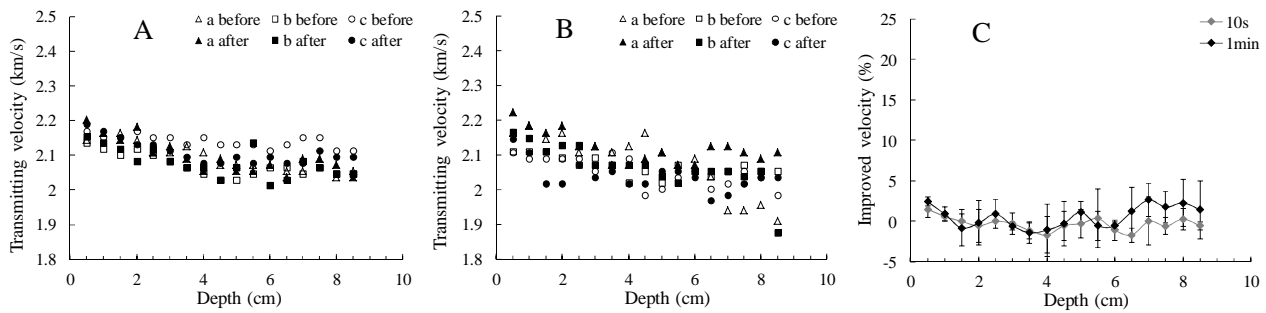 A
△ a before □ b before ○ c before
▲ a after ■ b after ● c after
Transmitting velocity (km/s)
2.5
2.4
2.3
2.2
2.1
2
1.9
1.8
0 2 4 6 8 10
Depth (cm)
B
△ a before □ b before ○ c before
▲ a after ■ b after ● c after
Transmitting velocity (km/s)
2.5
2.4
2.3
2.2
2.1
2
1.9
1.8
0 2 4 6 8 10
Depth (cm)
C
10s
1min
Improved velocity (%)
25
20
15
10
5
0
-5
0 2 4 6 8 10
Depth (cm)